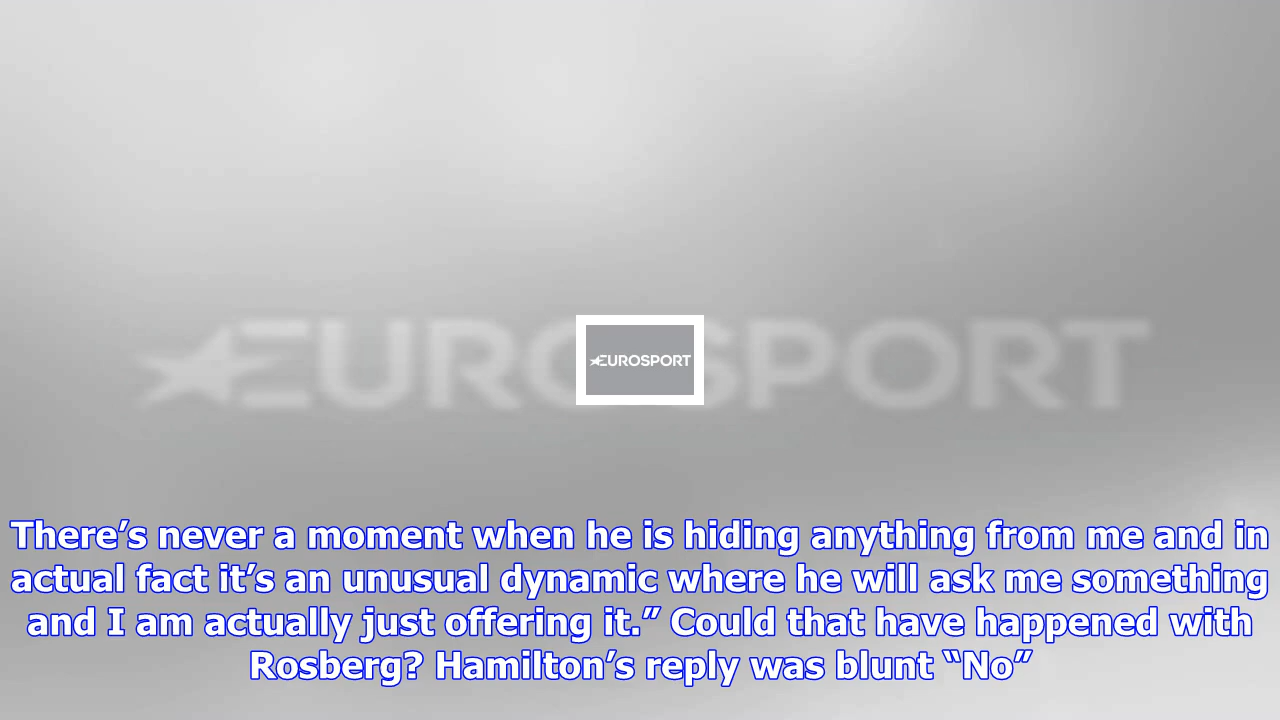 EUROSPORT
EUROSPORT
There’s never a moment when he is hiding anything from me and in
actual fact it’s an unusual dynamic where he will ask me something
and I am actually just offering it.” Could that have happened with
Rosberg? Hamilton’s reply was blunt “No”